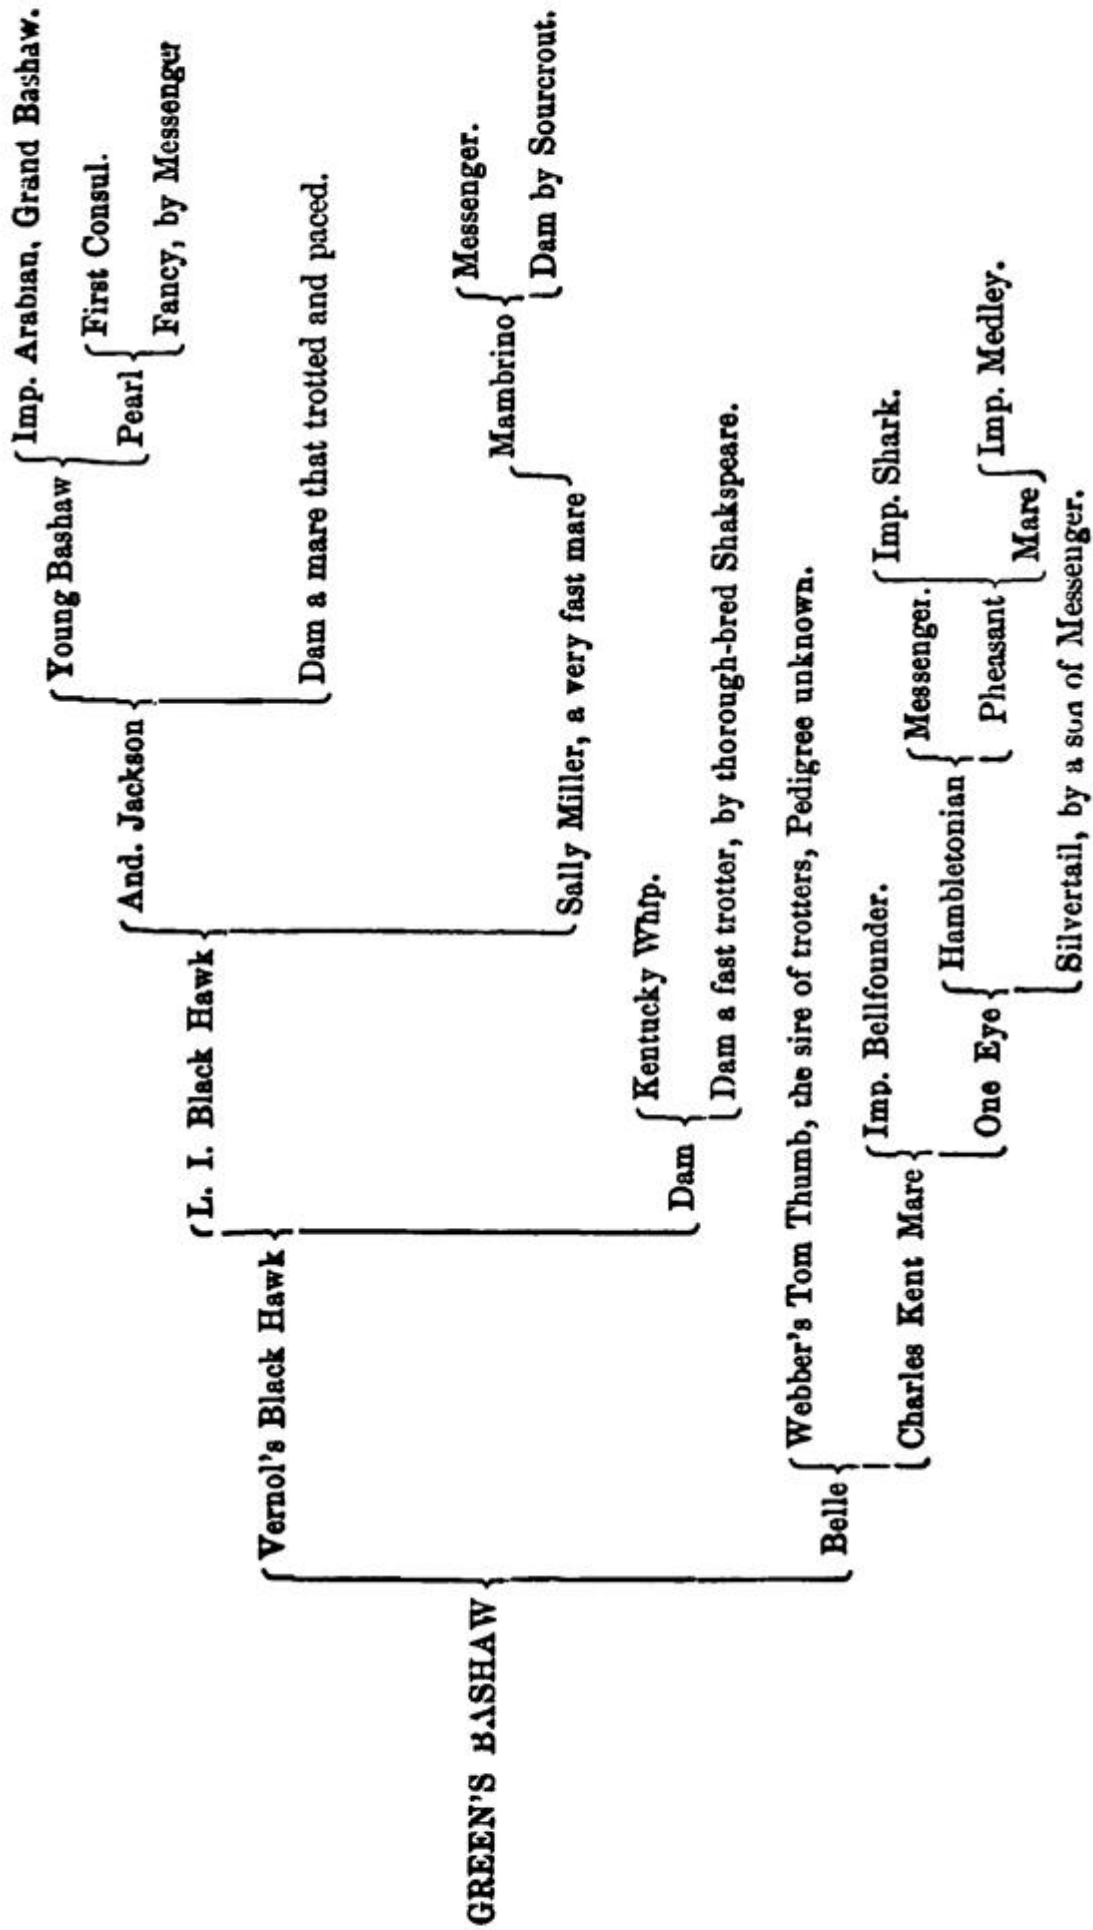 GREEN'S BASHAW
Vernol's Black Hawk
L. I. Black Hawk
And. Jackson
Young Bashaw
Imp. Arabian, Grand Bashaw.
Pearl
First Consul.
Fancy, by Messenger
Dam a mare that trotted and paced.
Sally Miller, a very fast mare
Mambrino
Messenger.
Dam by Sourcrout.
Dam
Kentucky Whip.
Dam a fast trotter, by thorough-bred Shakspeare.
Belle
Webber's Tom Thumb, the sire of trotters, Pedigree unknown.
Charles Kent Mare
Imp. Bellfounder.
One Eye
Hambletonian
Messenger.
Pheasant
Imp. Shark.
Mare
Imp. Medley.
Silvertail, by a son of Messenger.